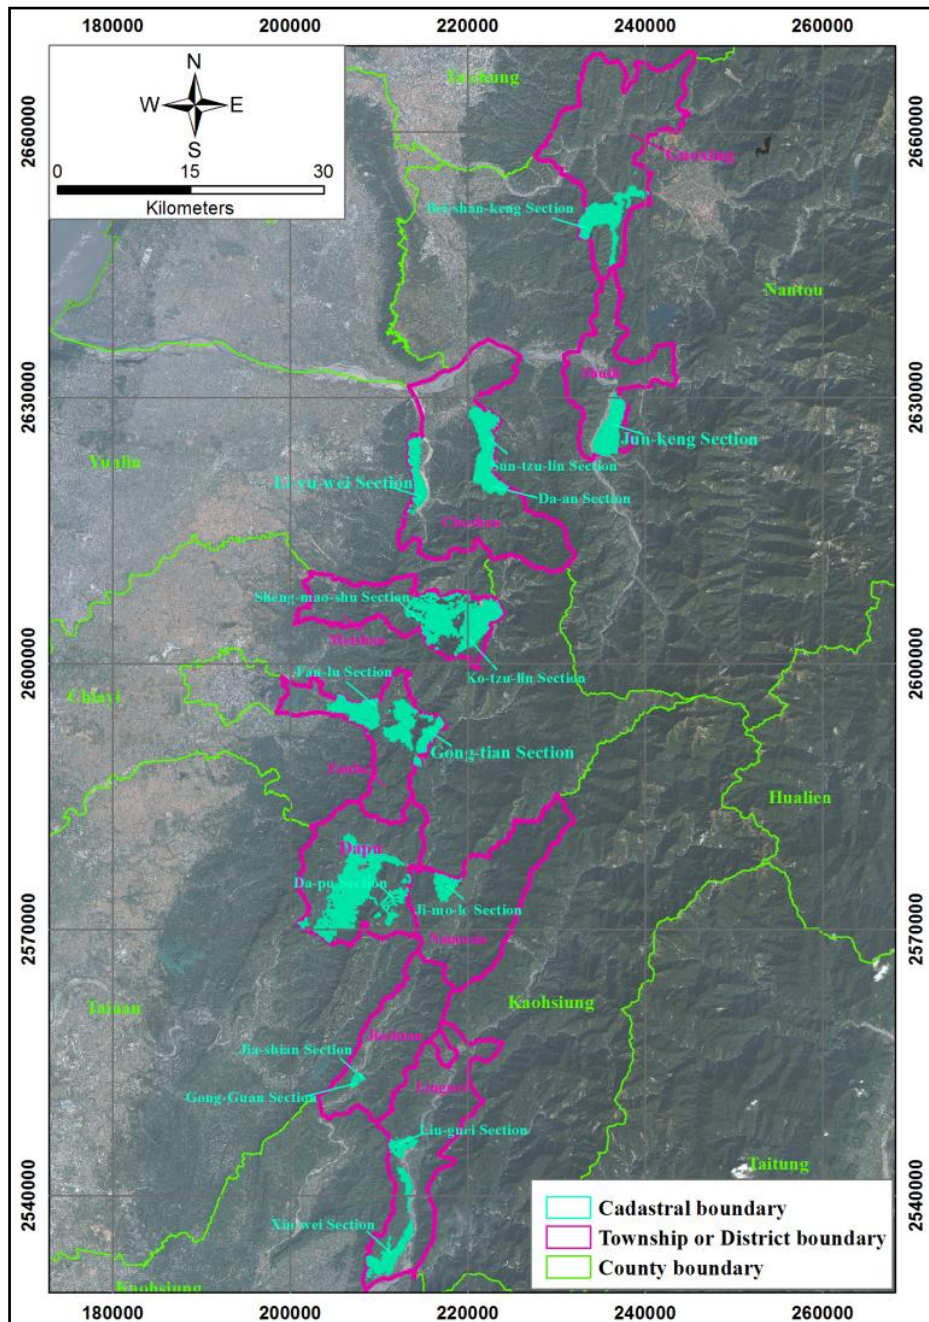 180000 200000 220000 240000 260000
N
W E
S
0 15 30
Kilometers
2660000
2630000
2600000
2570000
2540000
Taichung
Guoxing
Bei-shan-keng Section
Nantou
Shuili
Jun-keng Section
Yunlin
Sun-tzu-lin Section
Li-yu-wei Section
Da-an Section
Sheng-mao-shu Section
Meishan
Ko-tzu-lin Section
Fan-lu Section
Chiayi
Gong-tian Section
Hualien
Dapu
Da-pu Section
Ji-mo-le Section
Namasia
Kaohsiung
Tainan
Jia-shian Section
Gong-Guan Section
Liu-guei Section
Taitung
Xin-wei Section
Kaohsiung
Cadastral boundary
Township or District boundary
County boundary
2660000
2630000
2600000
2570000
2540000
180000 200000 220000 240000 260000